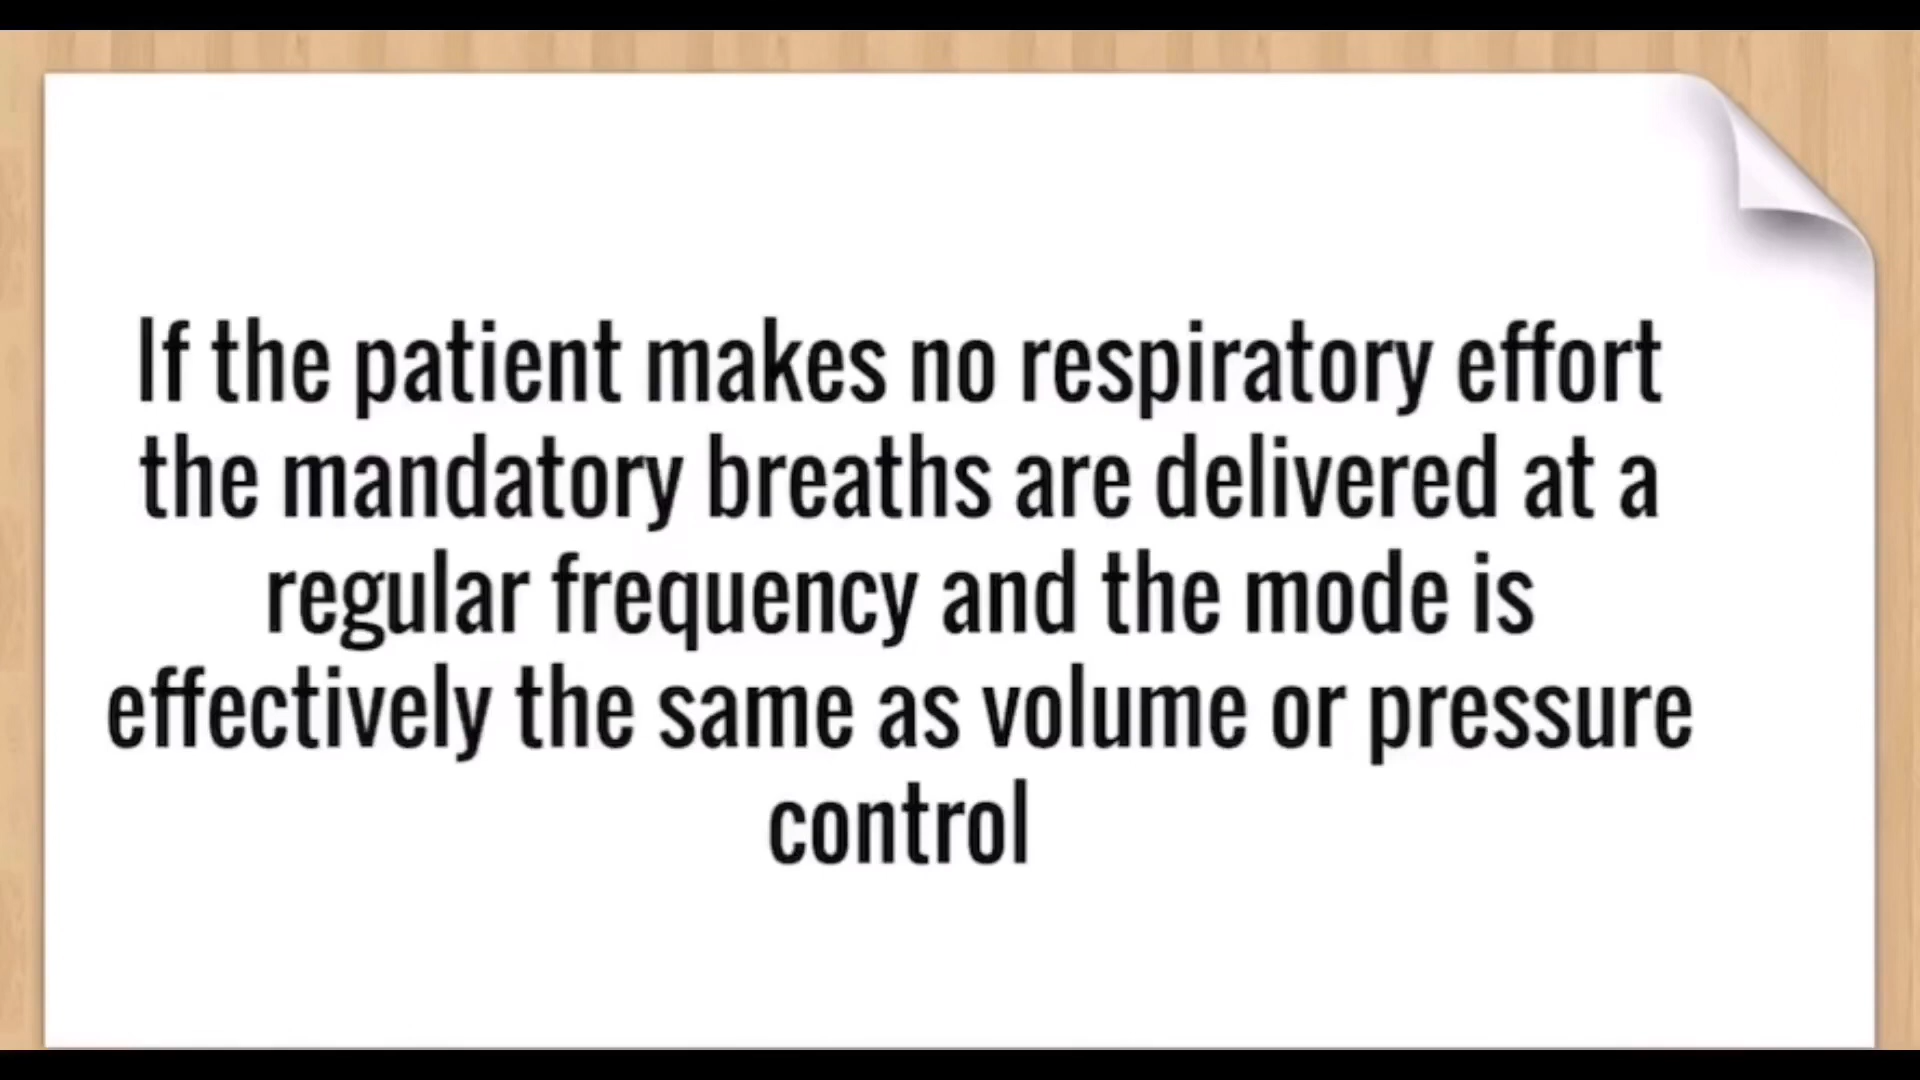 If the patient makes no respiratory effort
the mandatory breaths are delivered at a
regular frequency and the mode is
effectively the same as volume or pressure
control